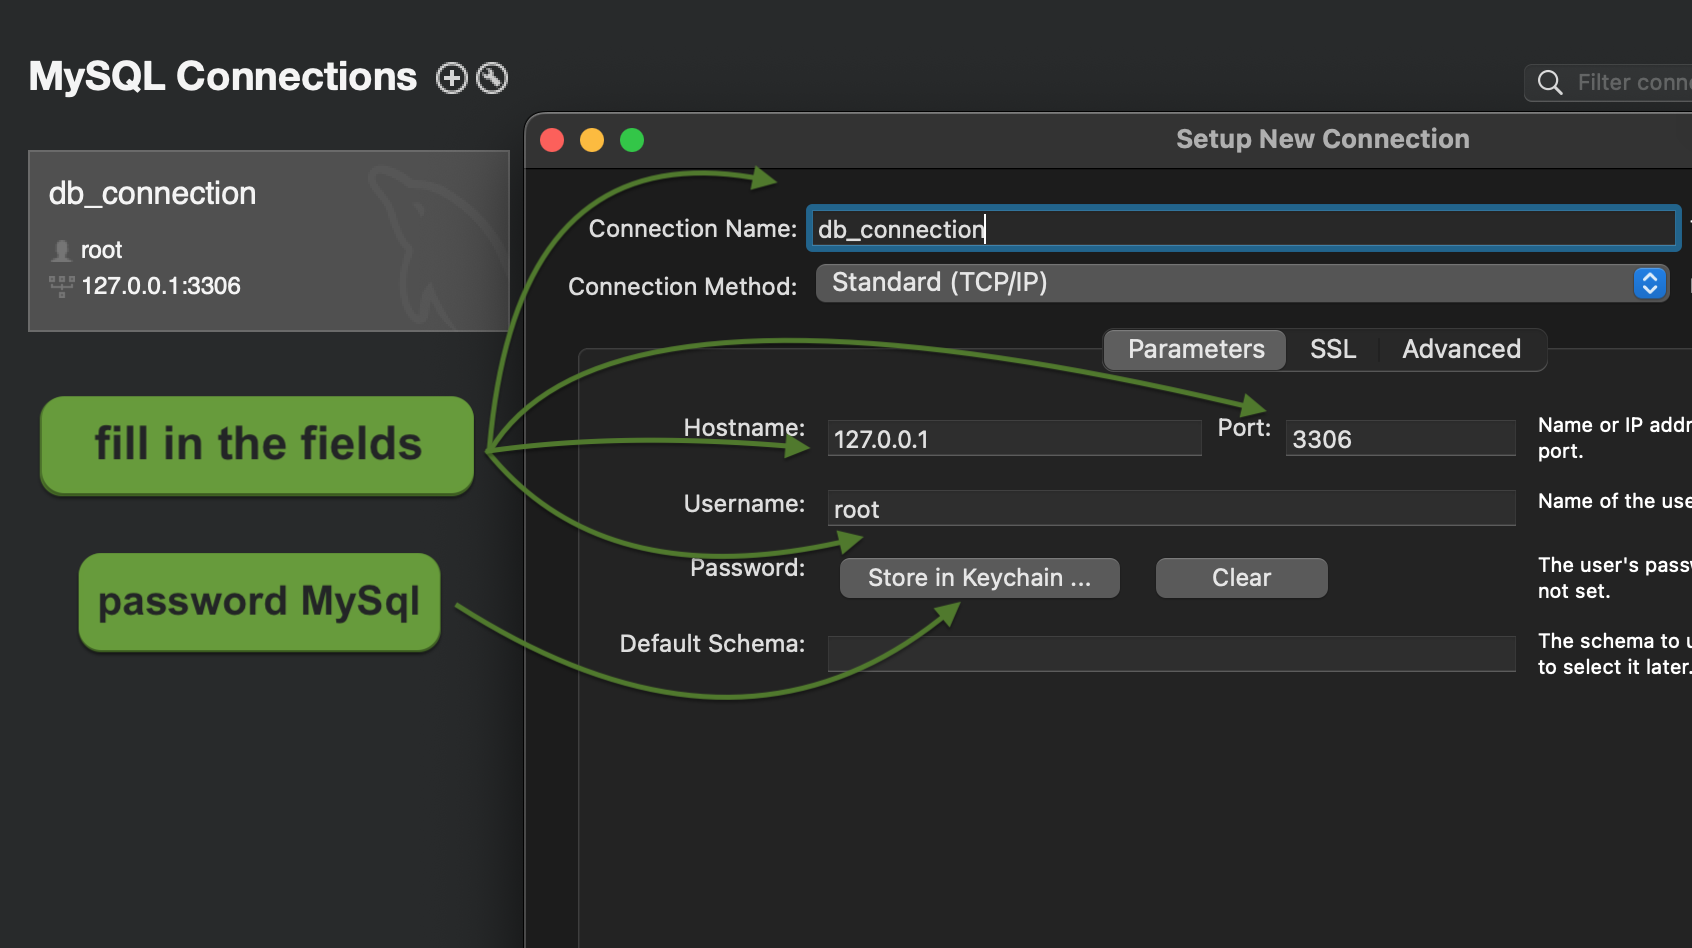 MySQL Connections
Filter conne
db_connection
root
127.0.0.1:3306
fill in the fields
password MySql
Setup New Connection
Connection Name: db_connection
Connection Method: Standard (TCP/IP)
Parameters SSL Advanced
Hostname: 127.0.0.1 Port: 3306 Name or IP addr
port.
Username: root Name of the use
Password: Store in Keychain ... Clear The user's passw
not set.
Default Schema: The schema to u
to select it later.